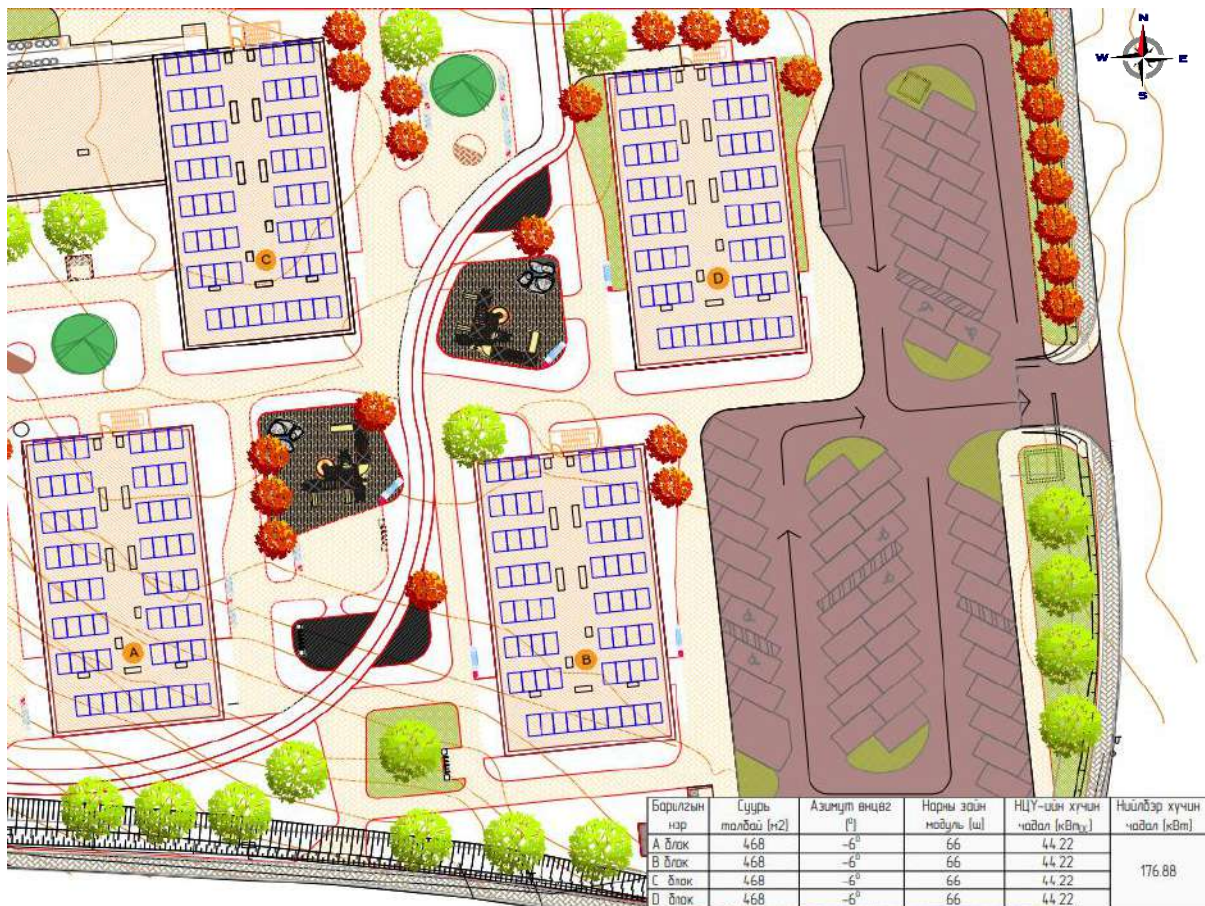 N
W E
S
C
D
A
B
Барилгын нэр Суурь талбай (м2) Азимут өнцөг (°) Нарны зайн модуль (ш) НЦҮ-ийн хүчин чадал (кВт_DC) Нийлбэр хүчин чадал (кВт)
А блок 468 -6° 66 44.22 176.88
B блок 468 -6° 66 44.22
C блок 468 -6° 66 44.22
D блок 468 -6° 66 44.22